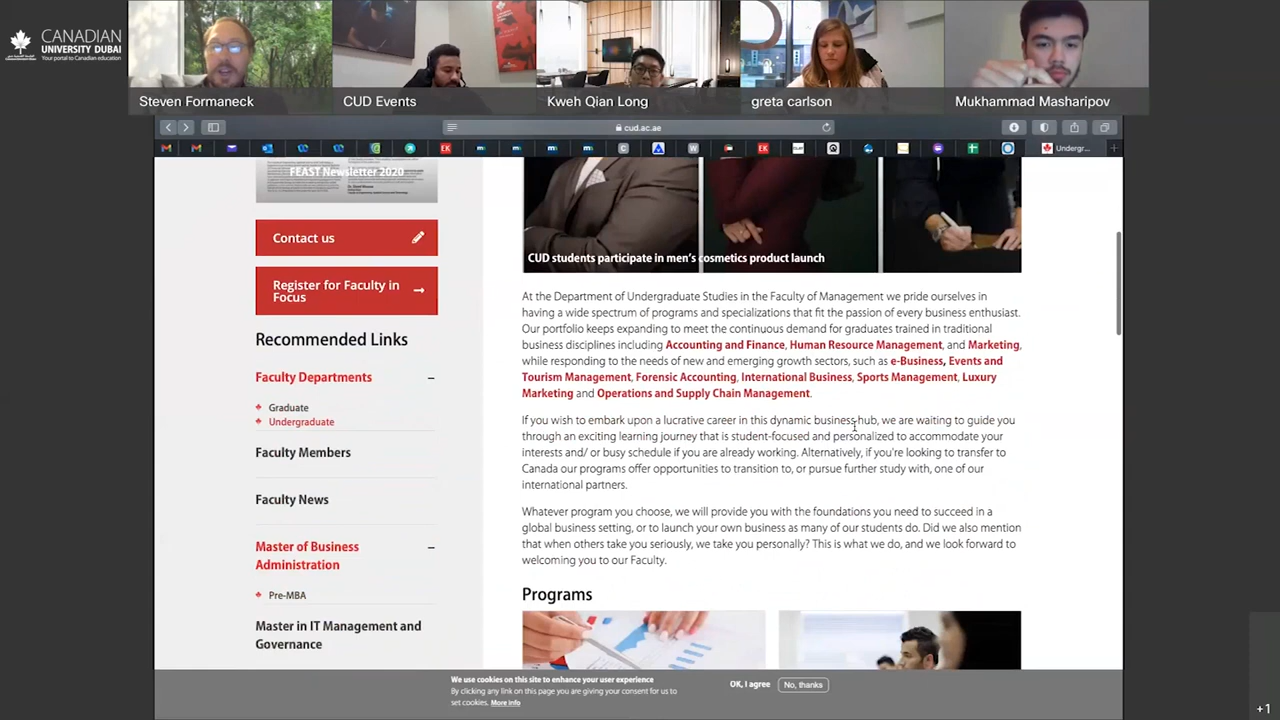 CANADIAN
UNIVERSITY DUBAI
Your portal to Canadian education
Steven Formaneck
CUD Events
Kweh Qian Long
greta carlson
Mukhammad Masharipov
cud.ac.ae
EK
EK
Undergr...
FEAST Newsletter 2020
Contact us
Register for Faculty in
Focus
Recommended Links
Faculty Departments
Graduate
Undergraduate
Faculty Members
Faculty News
Master of Business
Administration
Pre-MBA
Master in IT Management and
Governance
CUD students participate in men's cosmetics product launch
At the Department of Undergraduate Studies in the Faculty of Management we pride ourselves in
having a wide spectrum of programs and specializations that fit the passion of every business enthusiast.
Our portfolio keeps expanding to meet the continuous demand for graduates trained in traditional
business disciplines including Accounting and Finance, Human Resource Management, and Marketing,
while responding to the needs of new and emerging growth sectors, such as e-Business, Events and
Tourism Management, Forensic Accounting, International Business, Sports Management, Luxury
Marketing and Operations and Supply Chain Management.
If you wish to embark upon a lucrative career in this dynamic business hub, we are waiting to guide you
through an exciting learning journey that is student-focused and personalized to accommodate your
interests and/ or busy schedule if you are already working. Alternatively, if you're looking to transfer to
Canada our programs offer opportunities to transition to, or pursue further study with, one of our
international partners.
Whatever program you choose, we will provide you with the foundations you need to succeed in a
global business setting, or to launch your own business as many of our students do. Did we also mention
that when others take you seriously, we take you personally? This is what we do, and we look forward to
welcoming you to our Faculty.
Programs
We use cookies on this site to enhance your user experience
By clicking any link on this page you are giving your consent for us to
set cookies. More info
OK, I agree
No, thanks
+1